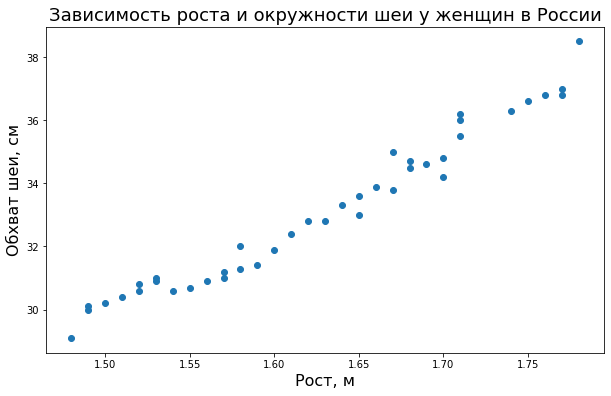 Зависимость роста и окружности шеи у женщин в России
Обхват шеи, см
38
36
34
32
30
1.50 1.55 1.60 1.65 1.70 1.75
Рост, м